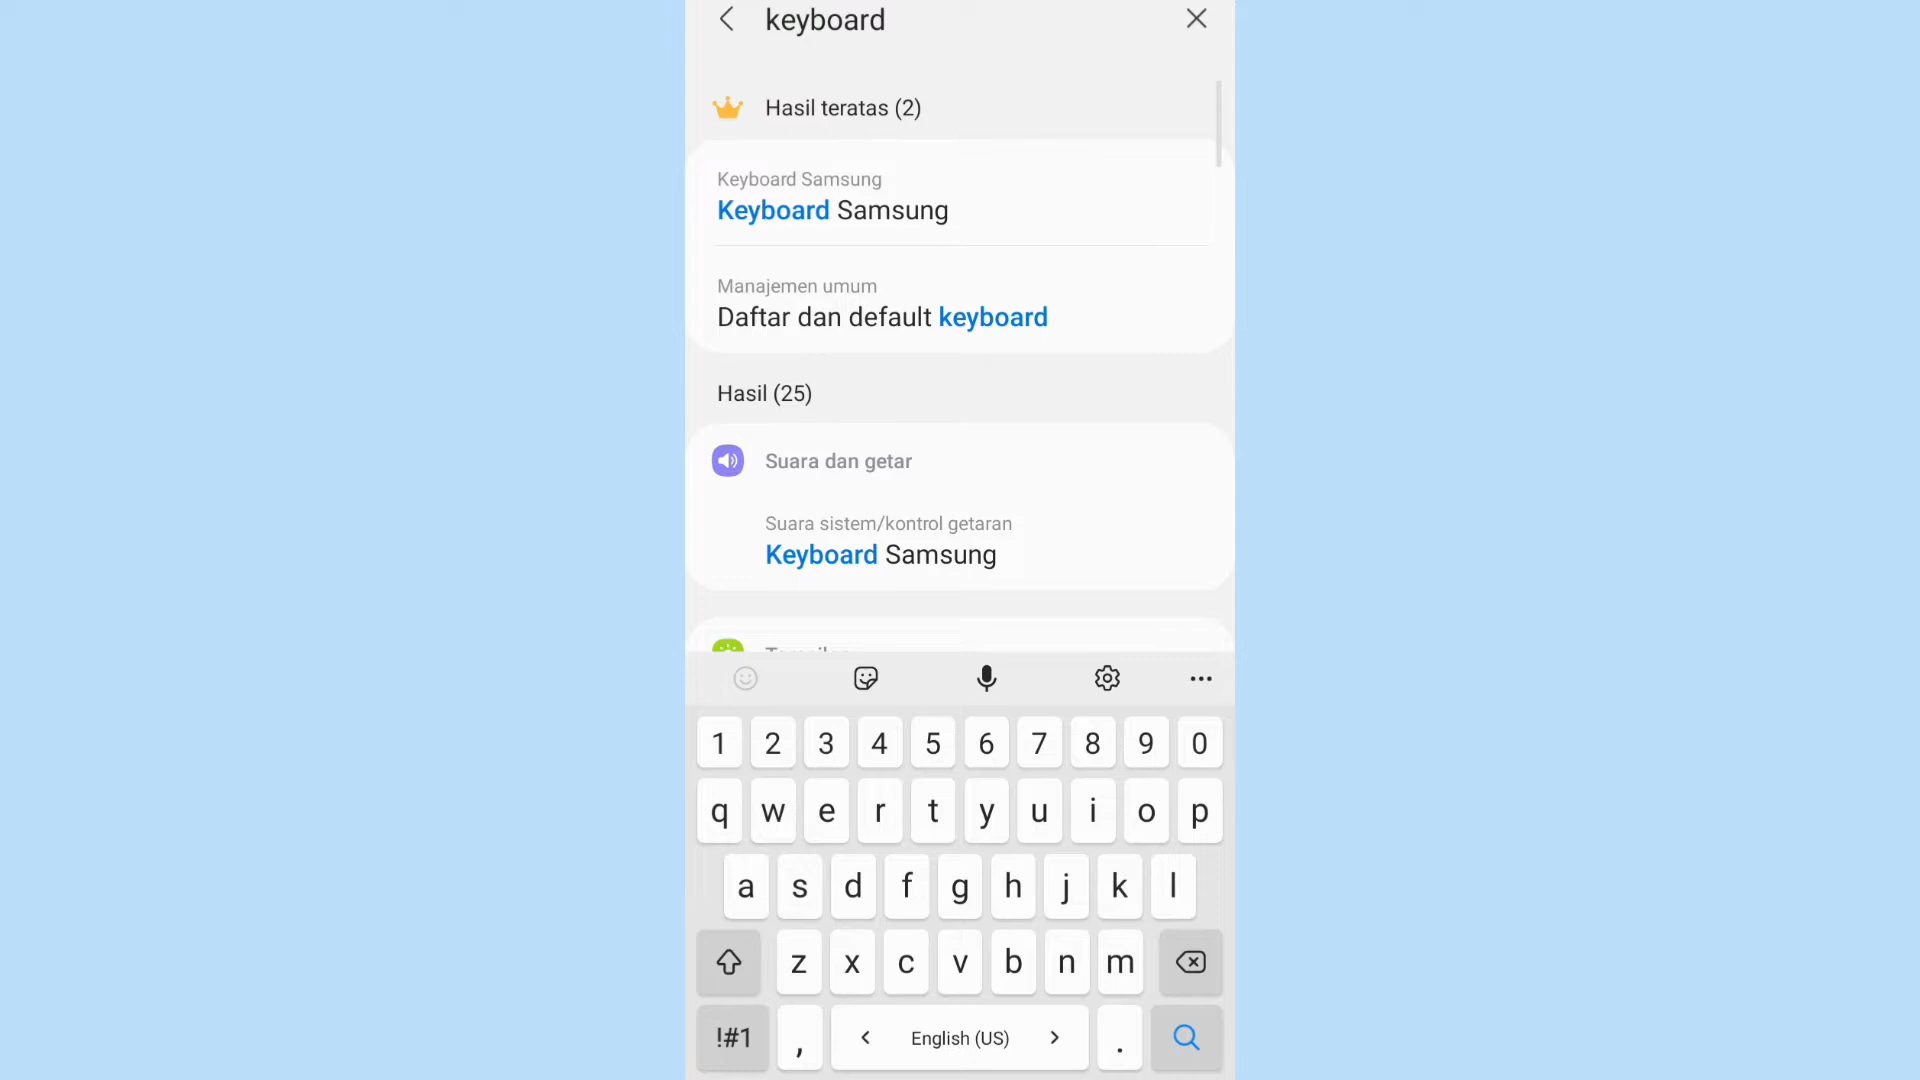 keyboard
Hasil teratas (2)
Keyboard Samsung
Keyboard Samsung
Manajemen umum
Daftar dan default keyboard
Hasil (25)
Suara dan getar
Suara sistem/kontrol getaran
Keyboard Samsung
1 2 3 4 5 6 7 8 9 0
q w e r t y u i o p
a s d f g h j k l
z x c v b n m
!#1 , < English (US) > .